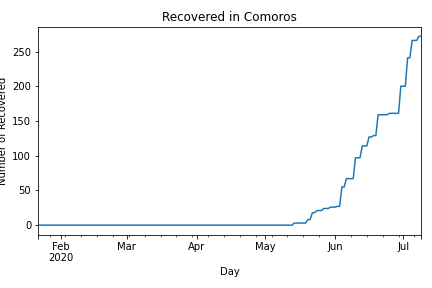 Recovered in Comoros
Number of Recovered
250
200
150
100
50
0
Feb
2020
Mar
Apr
May
Jun
Jul
Day